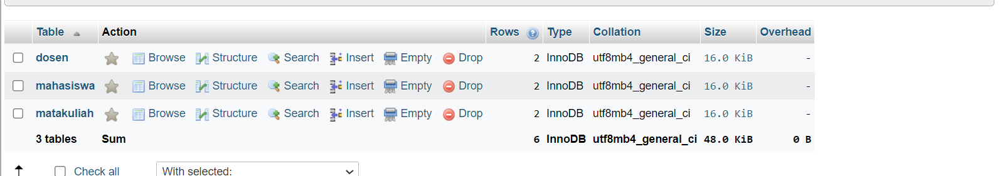 Table Action Rows Type Collation Size Overhead
dosen Browse Structure Search Insert Empty Drop 2 InnoDB utf8mb4_general_ci 16.0 KiB -
mahasiswa Browse Structure Search Insert Empty Drop 2 InnoDB utf8mb4_general_ci 16.0 KiB -
matakuliah Browse Structure Search Insert Empty Drop 2 InnoDB utf8mb4_general_ci 16.0 KiB -
3 tables Sum 6 InnoDB utf8mb4_general_ci 48.0 KiB 0 B
Check all With selected: